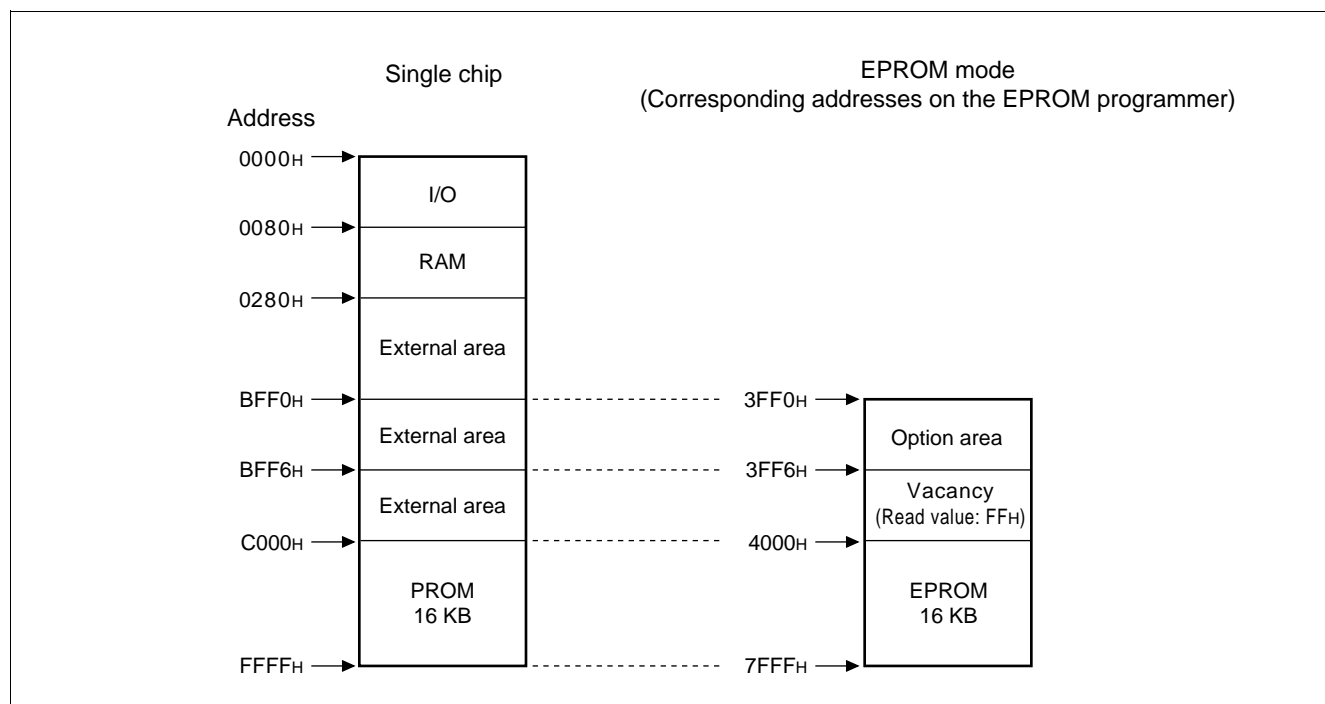 Single chip
EPROM mode
(Corresponding addresses on the EPROM programmer)
Address
0000H
I/O
0080H
RAM
0280H
External area
BFF0H
3FF0H
External area
Option area
BFF6H
3FF6H
External area
Vacancy
(Read value: FFH)
C000H
4000H
PROM
16 KB
EPROM
16 KB
FFFFH
7FFFH